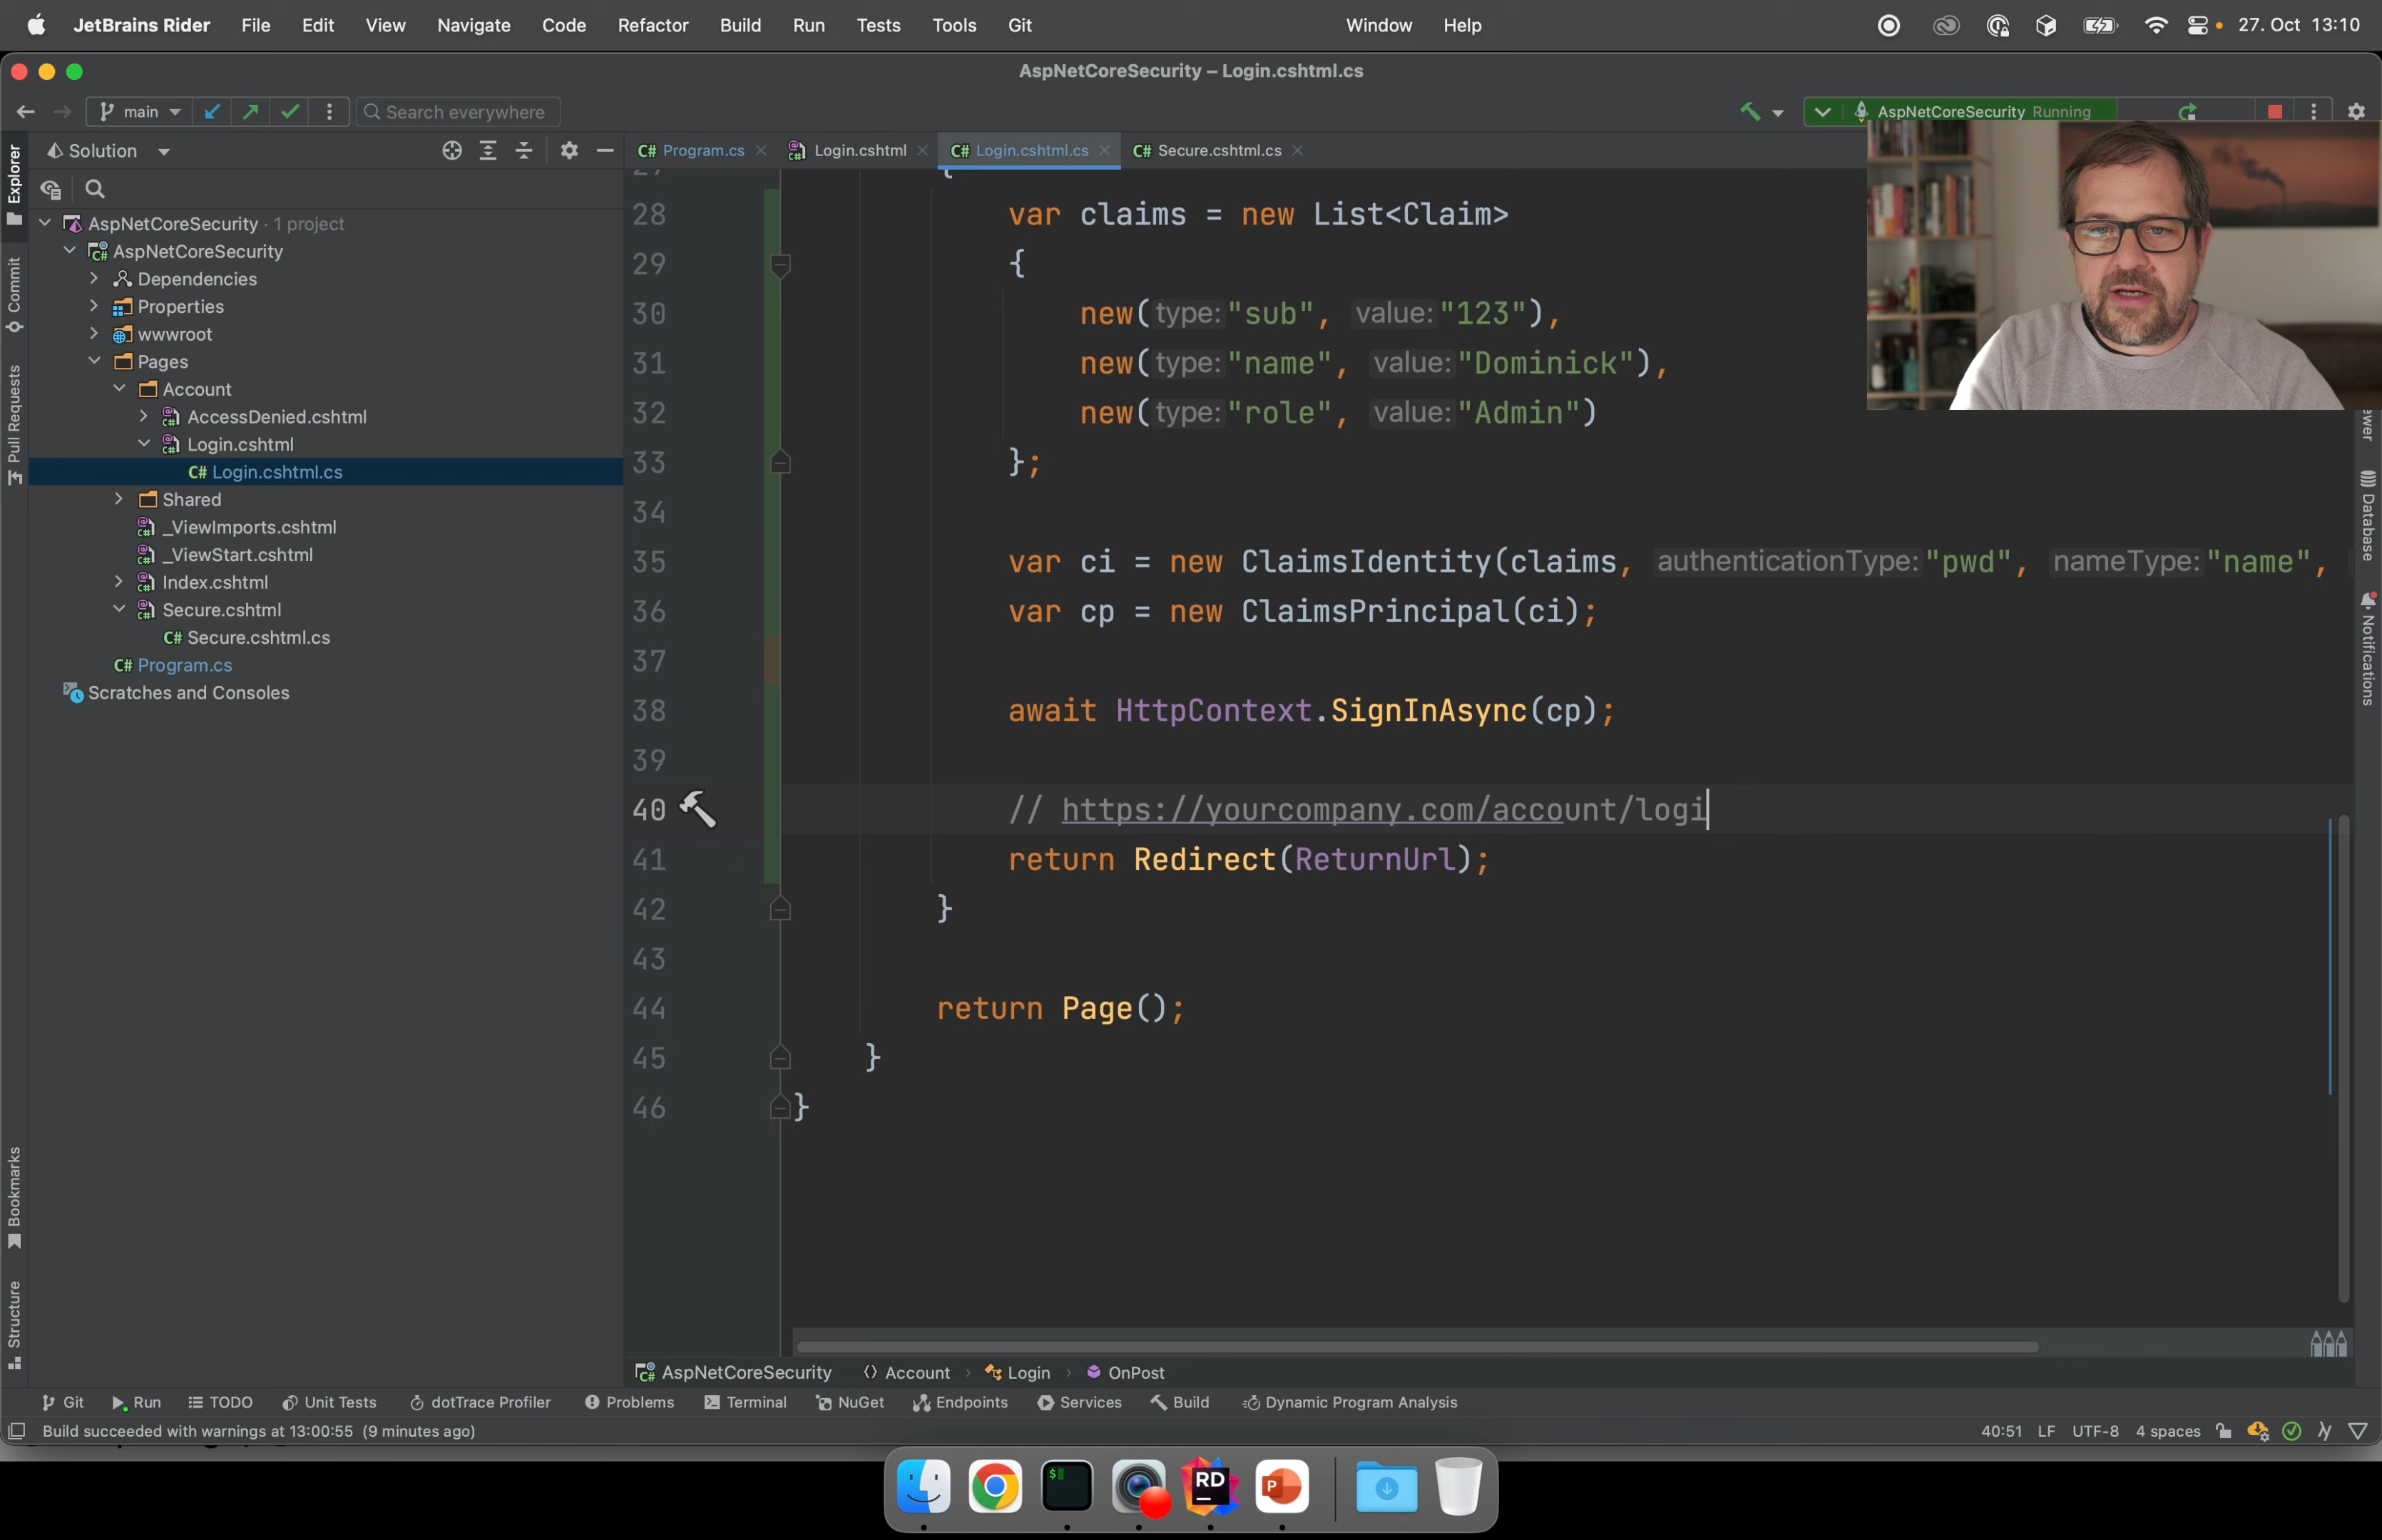 JetBrains Rider File Edit View Navigate Code Refactor Build Run Tests Tools Git Window Help 27. Oct 13:10
AspNetCoreSecurity – Login.cshtml.cs
main Search everywhere AspNetCoreSecurity Running
Solution
Program.cs Login.cshtml Login.cshtml.cs Secure.cshtml.cs
Explorer
Commit
Pull Requests
Bookmarks
Structure
AspNetCoreSecurity · 1 project
AspNetCoreSecurity
Dependencies
Properties
wwwroot
Pages
Account
AccessDenied.cshtml
Login.cshtml
C# Login.cshtml.cs
Shared
_ViewImports.cshtml
_ViewStart.cshtml
Index.cshtml
Secure.cshtml
C# Secure.cshtml.cs
C# Program.cs
Scratches and Consoles
28 var claims = new List<Claim>
29 {
30 new(type:"sub", value:"123"),
31 new(type:"name", value:"Dominick"),
32 new(type:"role", value:"Admin")
33 };
34
35 var ci = new ClaimsIdentity(claims, authenticationType:"pwd", nameType:"name",
36 var cp = new ClaimsPrincipal(ci);
37
38 await HttpContext.SignInAsync(cp);
39
40 // https://yourcompany.com/account/logi
41 return Redirect(ReturnUrl);
42 }
43
44 return Page();
45 }
46 }
Database
Notifications
AspNetCoreSecurity Account Login OnPost
Git Run TODO Unit Tests dotTrace Profiler Problems Terminal NuGet Endpoints Services Build Dynamic Program Analysis
Build succeeded with warnings at 13:00:55 (9 minutes ago) 40:51 LF UTF-8 4 spaces
RD
P